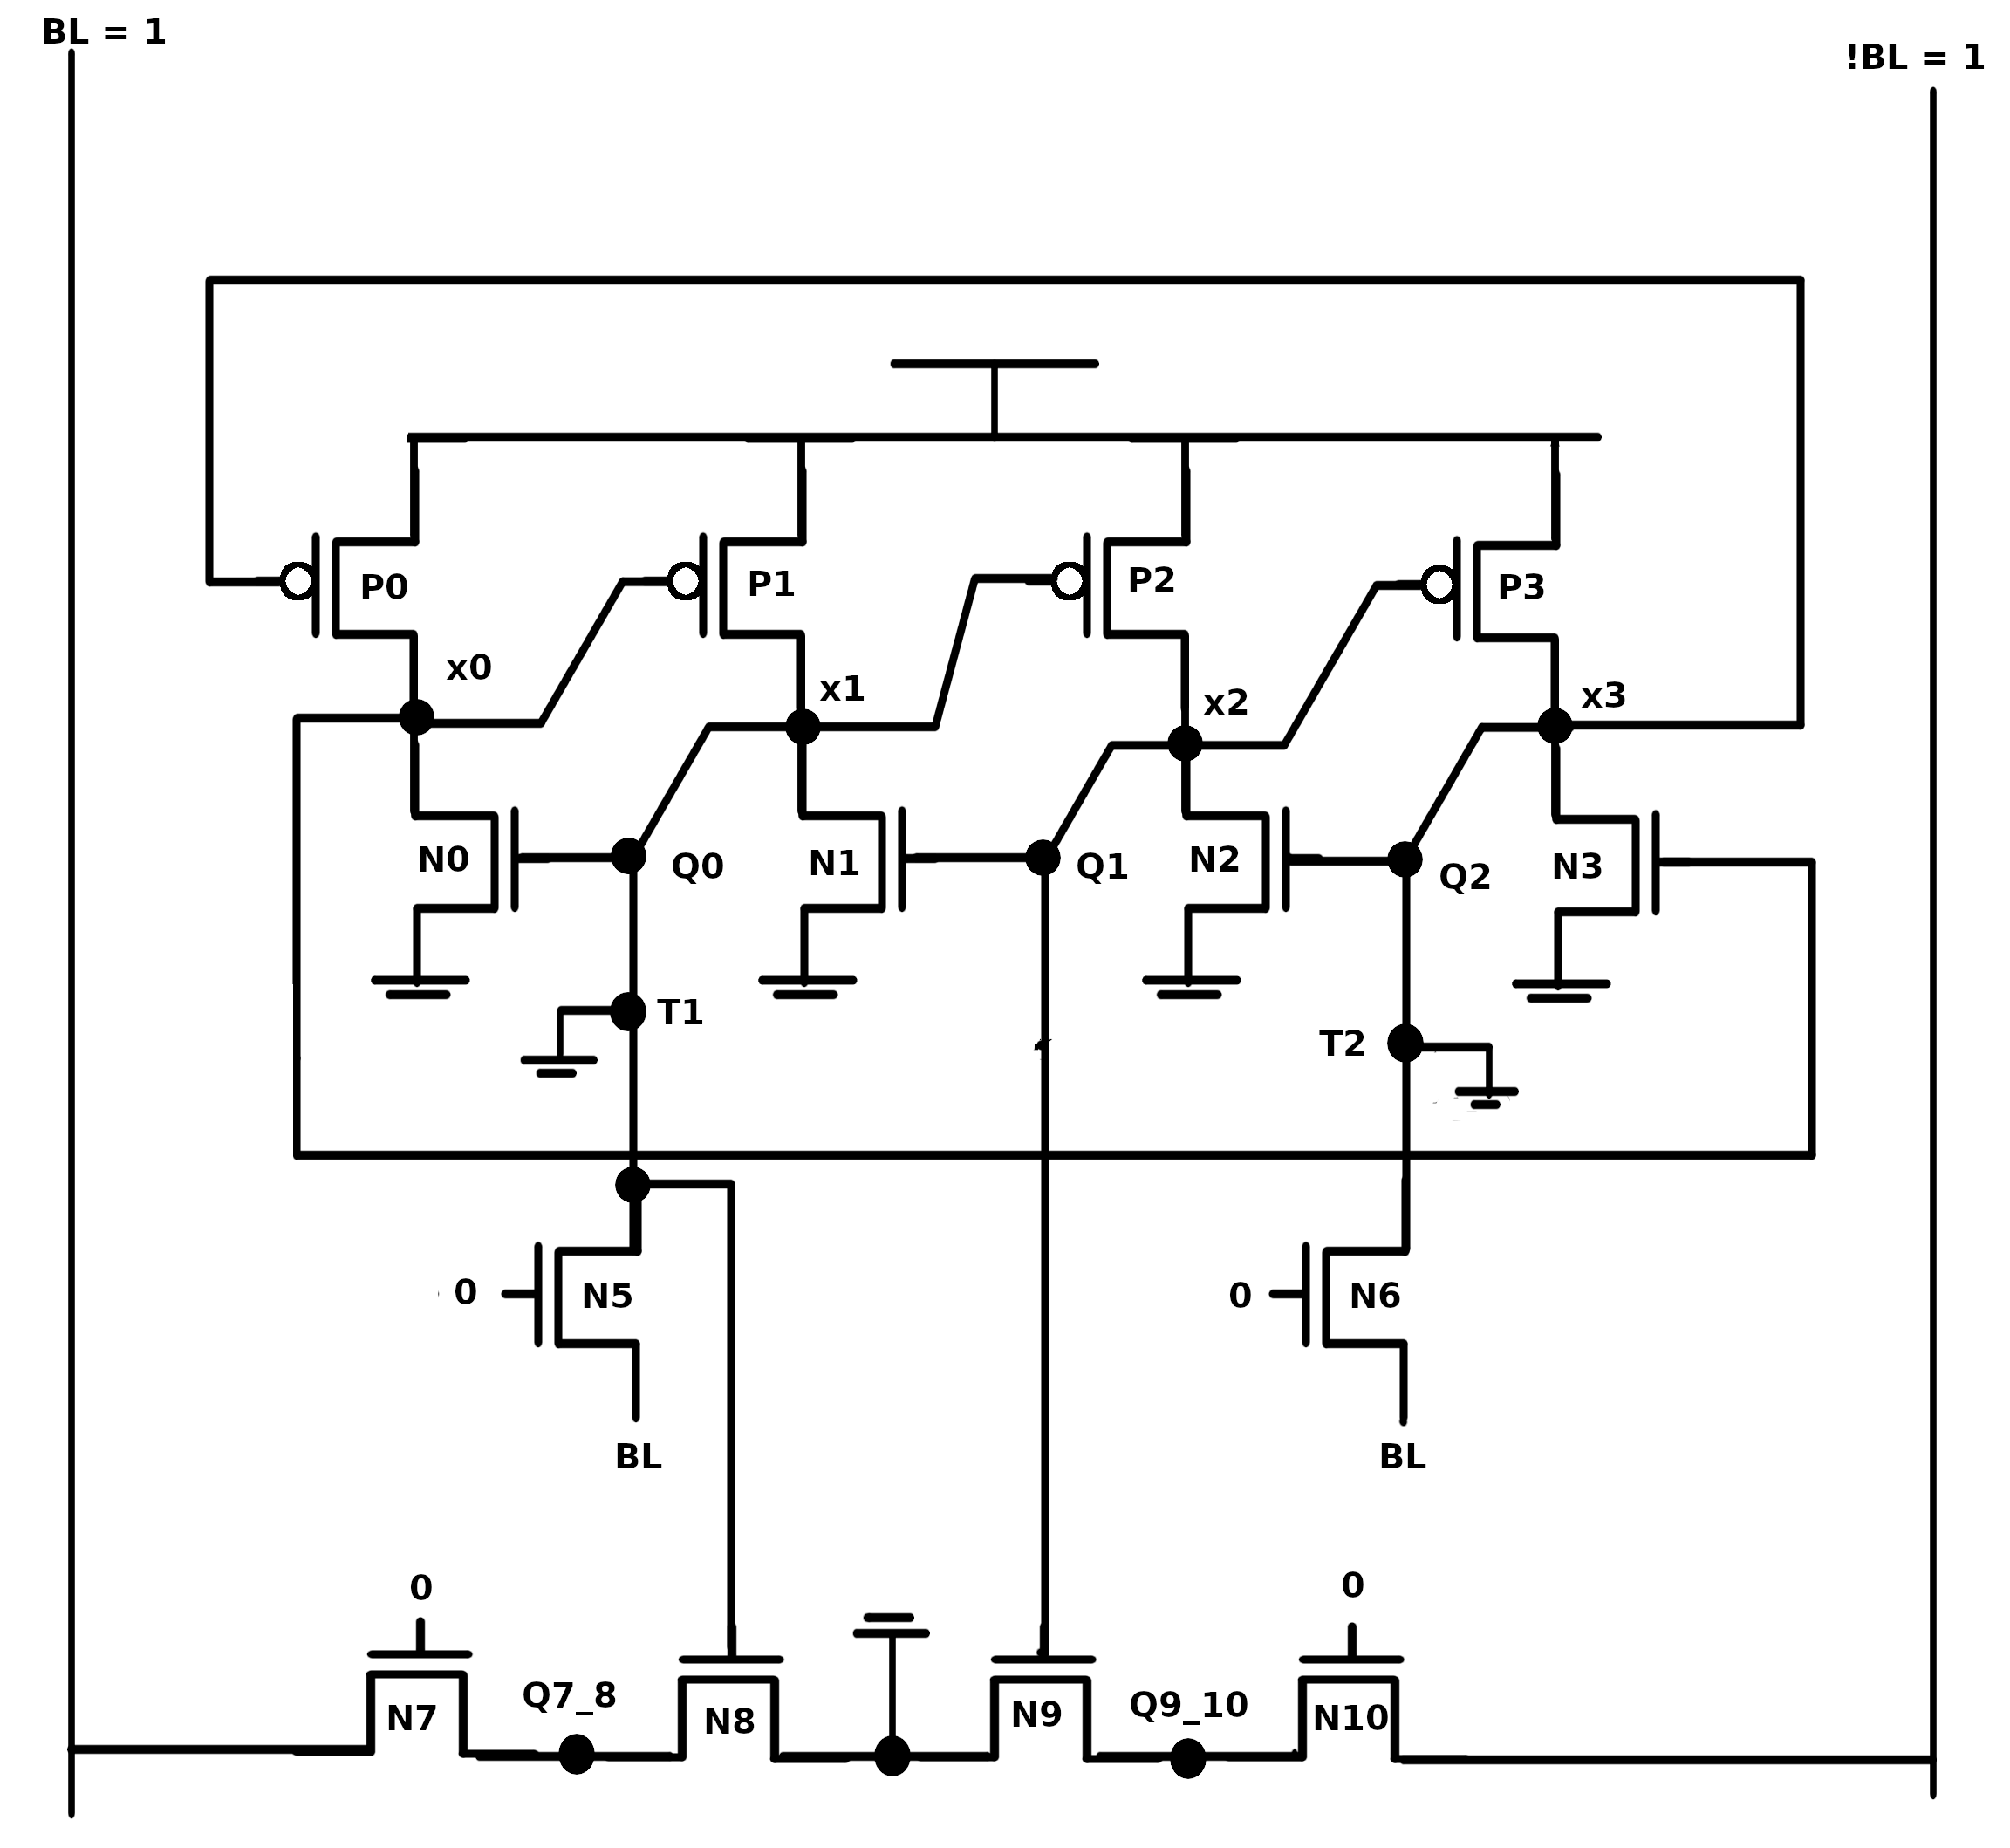 BL = 1
!BL = 1
P0
P1
P2
P3
x0
x1
x2
x3
N0
Q0
N1
Q1
N2
Q2
N3
T1
T2
0
N5
0
N6
BL
BL
0
0
Q7_8
Q9_10
N7
N8
N9
N10